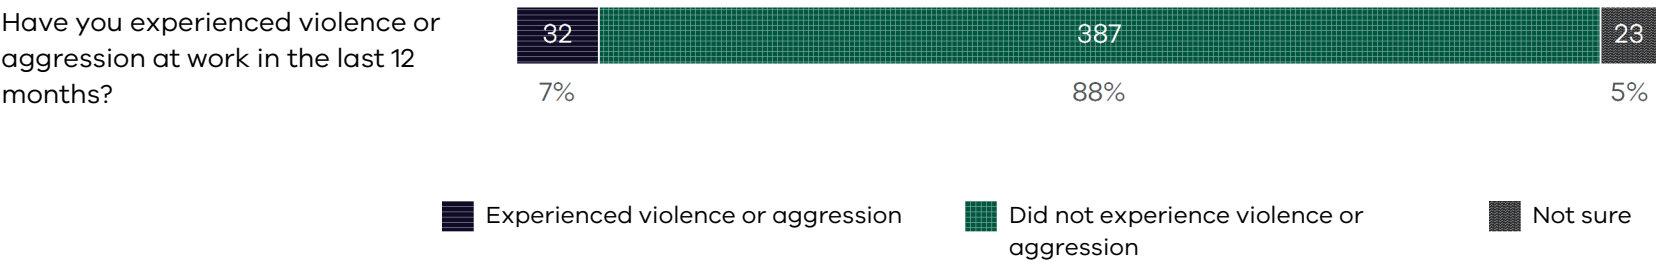 Have you experienced violence or
aggression at work in the last 12
months?
32 387 23
7% 88% 5%
Experienced violence or aggression
Did not experience violence or
aggression
Not sure